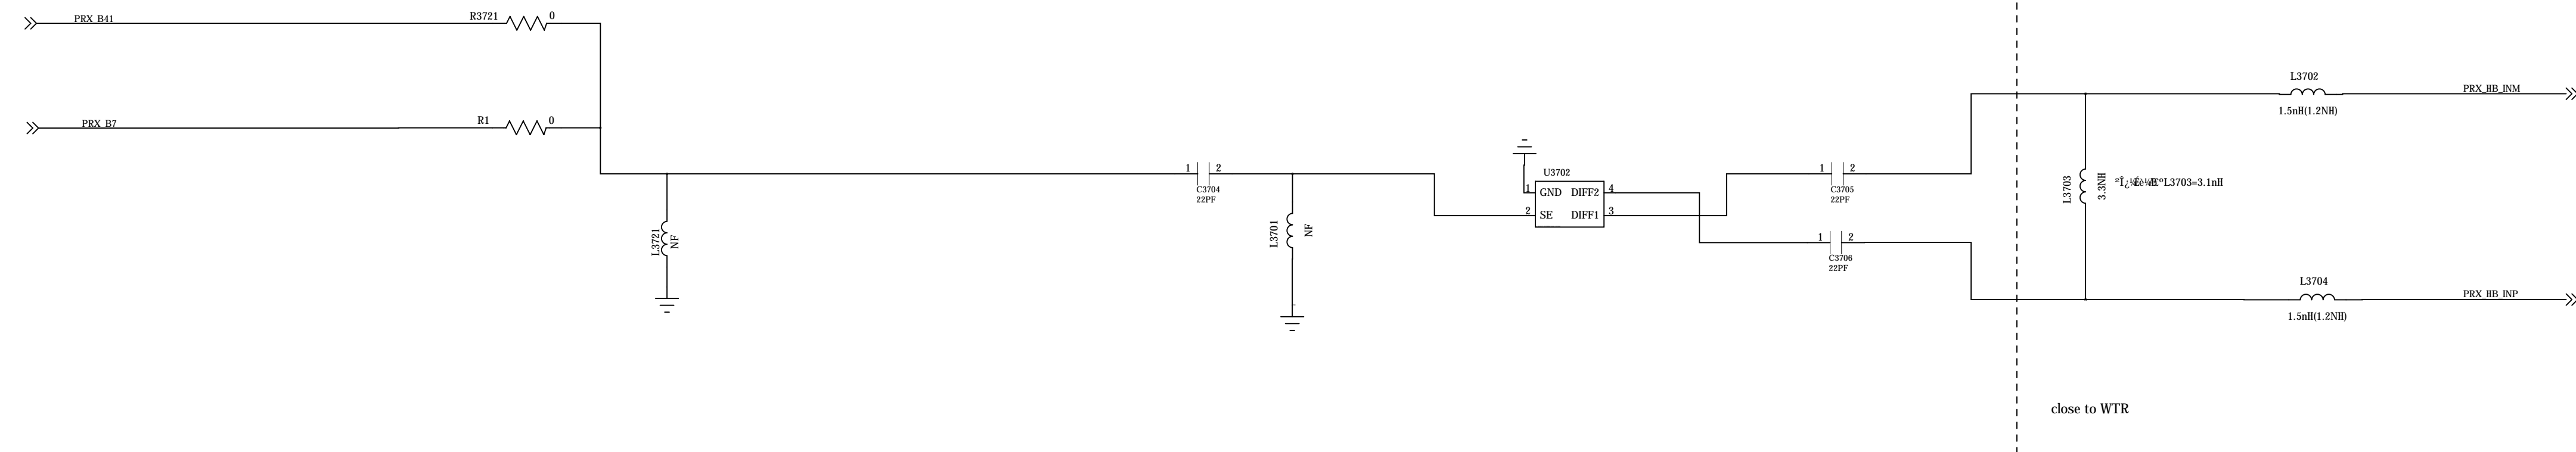 PRX_B41
R3721
0
PRX_B7
R1
0
L3721
NF
1
2
C3704
22PF
L3701
NF
U3702
1
GND
DIFF2
4
2
SE
DIFF1
3
1
2
C3705
22PF
1
2
C3706
22PF
L3702
1.5nH(1.2NH)
PRX_HB_INM
L3703
3.3NH
L3703=3.1nH
L3704
1.5nH(1.2NH)
PRX_HB_INP
close to WTR